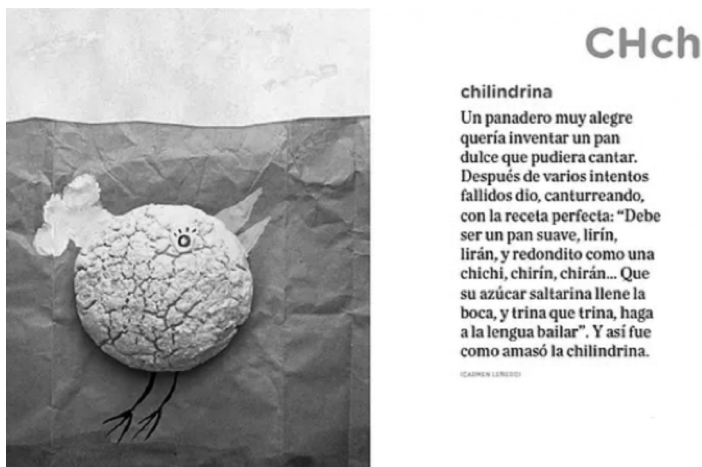 CHch
chilindrina
Un panadero muy alegre
quería inventar un pan
dulce que pudiera cantar.
Después de varios intentos
fallidos dio, canturreando,
con la receta perfecta: “Debe
ser un pan suave, lirín,
lirán, y redondito como una
chichi, chirín, chirán... Que
su azúcar saltarina llene la
boca, y trina que trina, haga
a la lengua bailar”. Y así fue
como amasó la chilindrina.
(CARMEN LEÑERO)